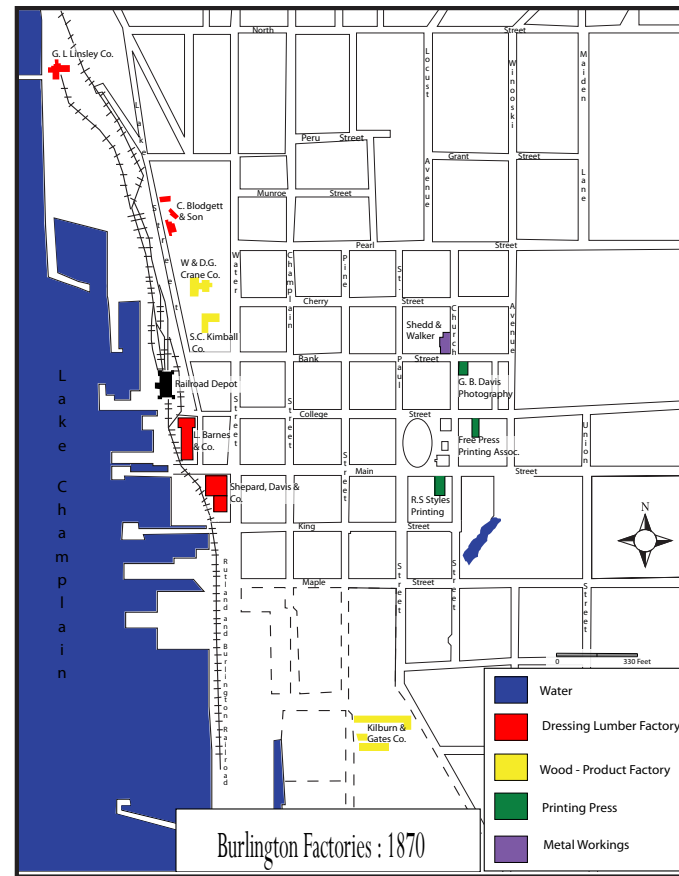 North
Street
G. L Linsley Co.
Locust
Avenue
Winooski
Avenue
Maiden
Lane
Lake
Street
Peru
Street
Grant
Street
Munroe
Street
C. Blodgett
& Son
Pearl
Street
Water
Street
Champlain
Street
Pine
Street
St.
Paul
Street
Church
Street
W & D.G.
Crane Co.
Cherry
Street
S.C. Kimball
Co.
Shedd &
Walker
Bank
Street
G. B. Davis
Photography
Railroad Depot
College
Street
L. Barnes
& Co.
Free Press
Printing Assoc.
Union
Street
Main
Street
Shepard, Davis &
Co.
R.S Styles
Printing
King
Street
N
Maple
Street
Rutland and Burlington Railroad
Lake Champlain
0
330 Feet
Kilburn &
Gates Co.
Water
Dressing Lumber Factory
Wood - Product Factory
Printing Press
Metal Workings
Burlington Factories : 1870